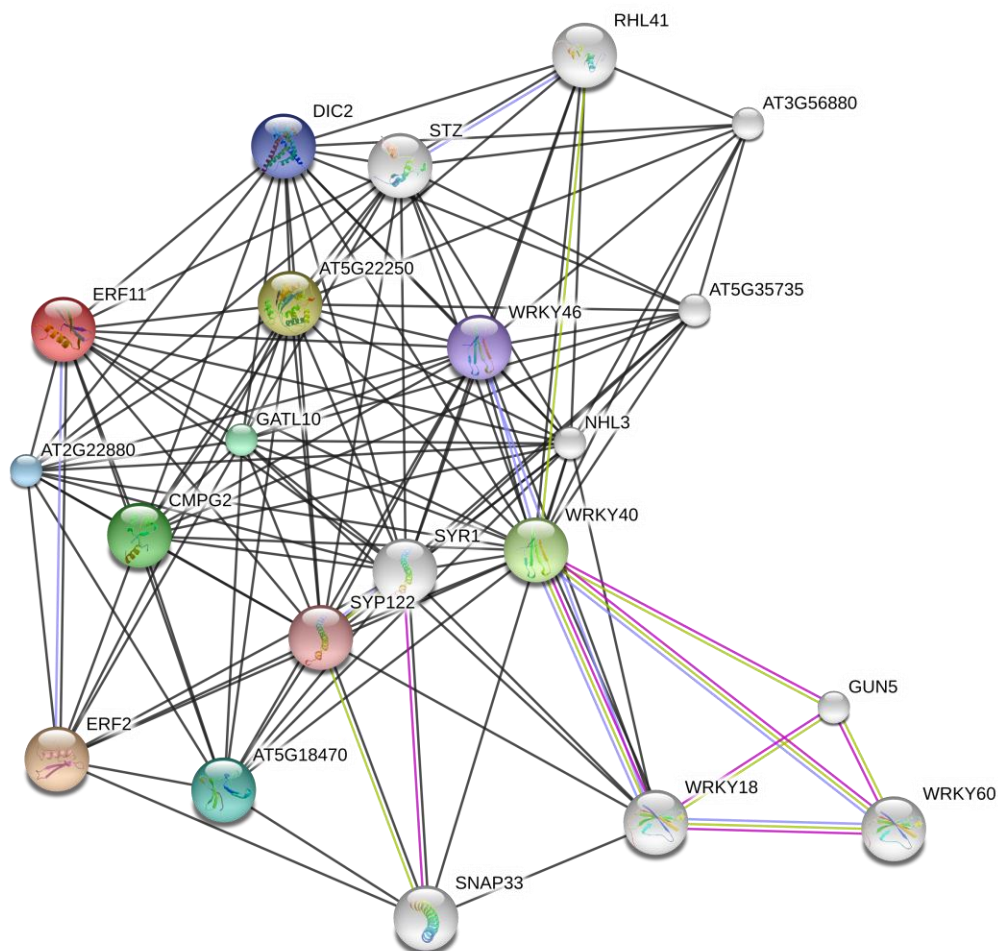 RHL41
AT3G56880
DIC2
STZ
AT5G22250
AT5G35735
ERF11
WRKY46
GATL10
NHL3
AT2G22880
CMPG2
WRKY40
SYR1
SYP122
GUN5
ERF2
AT5G18470
WRKY18
WRKY60
SNAP33